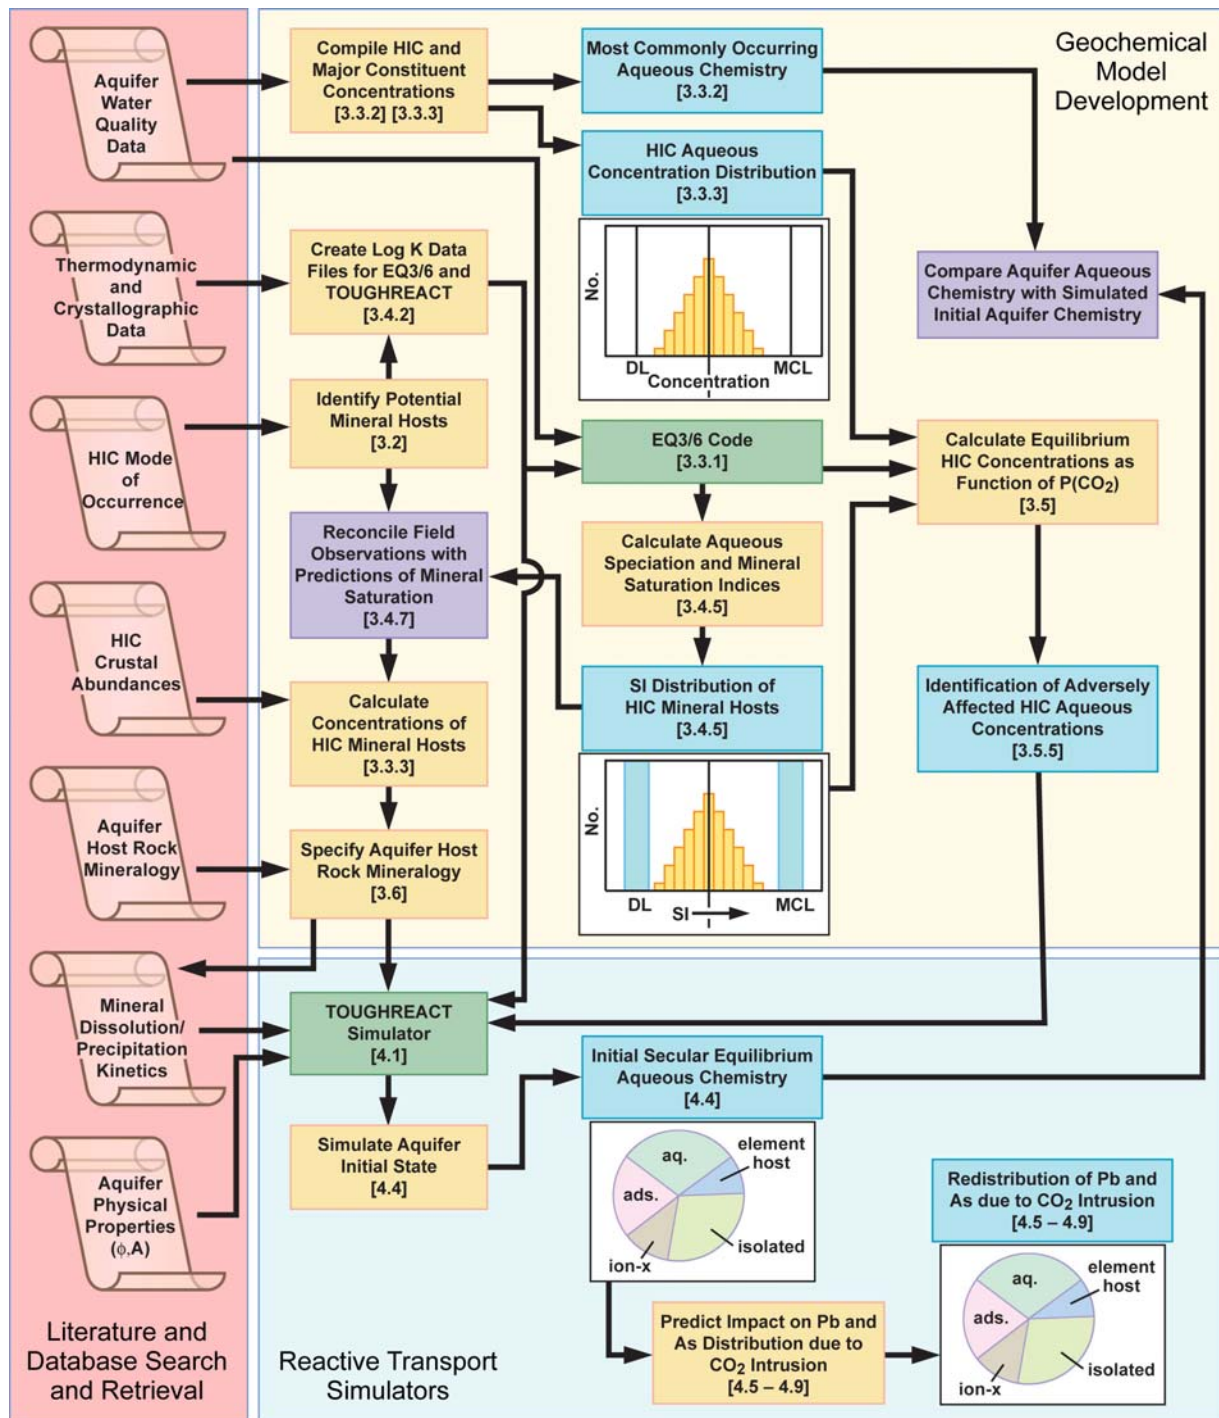 Aquifer
Water
Quality
Data
Thermodynamic
and
Crystallographic
Data
HIC Mode
of
Occurrence
HIC
Crustal
Abundances
Aquifer
Host Rock
Mineralogy
Mineral
Dissolution/
Precipitation
Kinetics
Aquifer
Physical
Properties
(ϕ,A)
Literature and
Database Search
and Retrieval
Geochemical
Model
Development
Compile HIC and
Major Constituent
Concentrations
[3.3.2] [3.3.3]
Most Commonly Occurring
Aqueous Chemistry
[3.3.2]
HIC Aqueous
Concentration Distribution
[3.3.3]
No.
DL
MCL
Concentration
Create Log K Data
Files for EQ3/6 and
TOUGHREACT
[3.4.2]
Compare Aquifer Aqueous
Chemistry with Simulated
Initial Aquifer Chemistry
Identify Potential
Mineral Hosts
[3.2]
EQ3/6 Code
[3.3.1]
Calculate Equilibrium
HIC Concentrations as
Function of P(CO₂)
[3.5]
Reconcile Field
Observations with
Predictions of Mineral
Saturation
[3.4.7]
Calculate Aqueous
Speciation and Mineral
Saturation Indices
[3.4.5]
Calculate
Concentrations of
HIC Mineral Hosts
[3.3.3]
SI Distribution of
HIC Mineral Hosts
[3.4.5]
Identification of Adversely
Affected HIC Aqueous
Concentrations
[3.5.5]
No.
DL
MCL
SI
Specify Aquifer Host
Rock Mineralogy
[3.6]
TOUGHREACT
Simulator
[4.1]
Simulate Aquifer
Initial State
[4.4]
Initial Secular Equilibrium
Aqueous Chemistry
[4.4]
aq.
element
host
ads.
isolated
ion-x
Redistribution of Pb and
As due to CO₂ Intrusion
[4.5 – 4.9]
aq.
element
host
ads.
isolated
ion-x
Predict Impact on Pb and
As Distribution due to
CO₂ Intrusion
[4.5 – 4.9]
Reactive Transport
Simulators